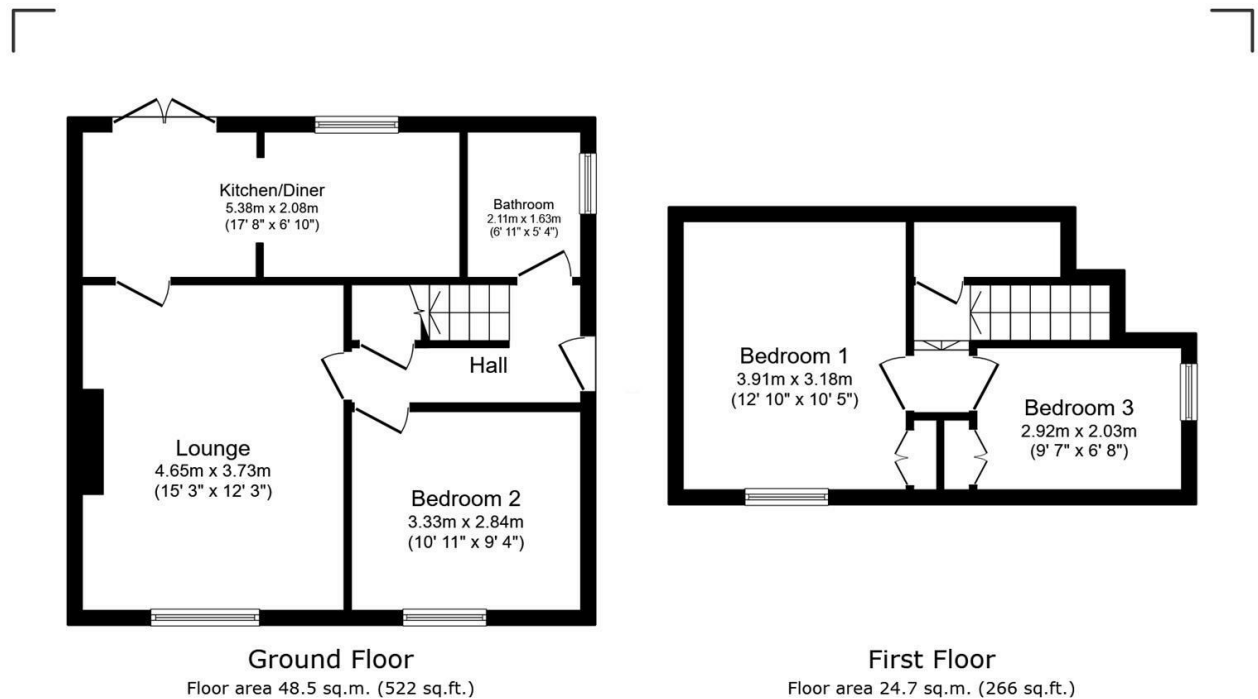 Kitchen/Diner
5.38m x 2.08m
(17' 8" x 6' 10")
Bathroom
2.11m x 1.63m
(6' 11" x 5' 4")
Hall
Lounge
4.65m x 3.73m
(15' 3" x 12' 3")
Bedroom 2
3.33m x 2.84m
(10' 11" x 9' 4")
Ground Floor
Floor area 48.5 sq.m. (522 sq.ft.)
Bedroom 1
3.91m x 3.18m
(12' 10" x 10' 5")
Bedroom 3
2.92m x 2.03m
(9' 7" x 6' 8")
First Floor
Floor area 24.7 sq.m. (266 sq.ft.)